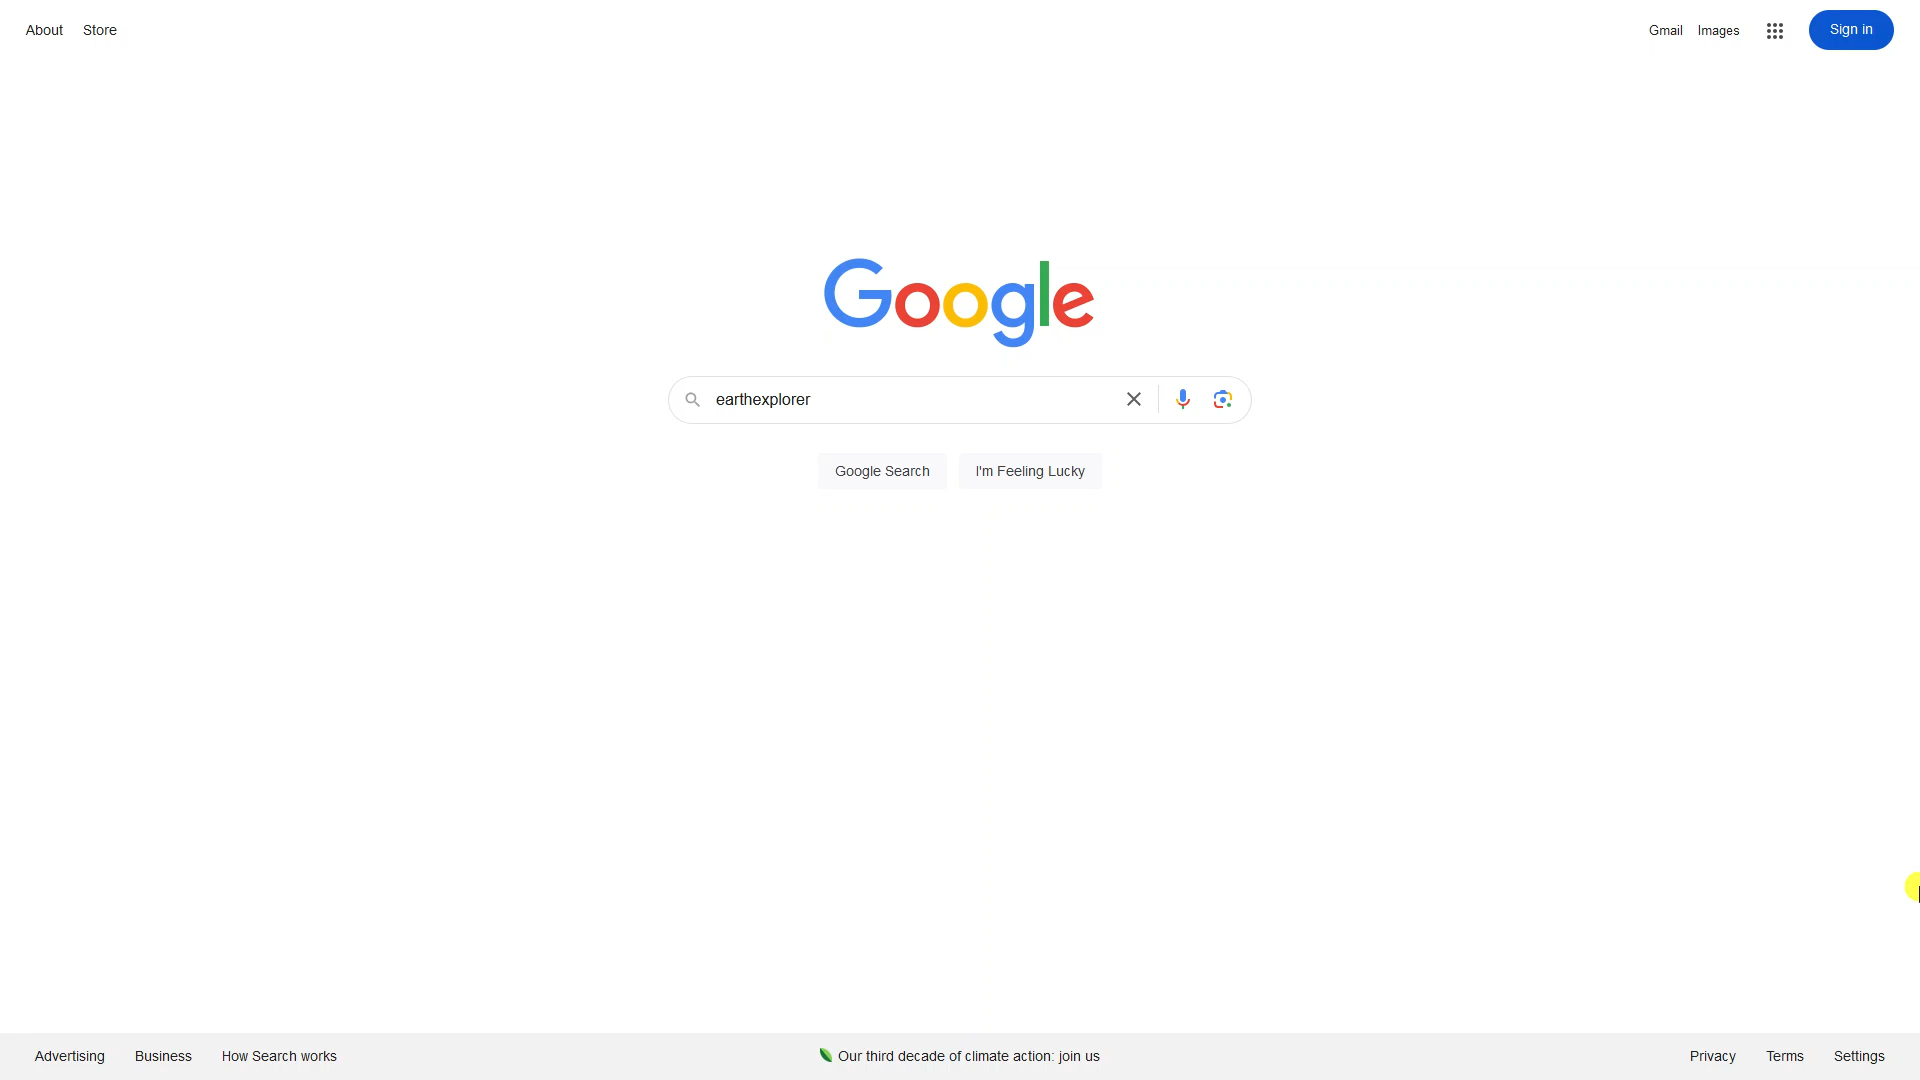 About Store
Gmail Images Sign in
Google
earthexplorer
Google Search I'm Feeling Lucky
Advertising Business How Search works
Our third decade of climate action: join us
Privacy Terms Settings